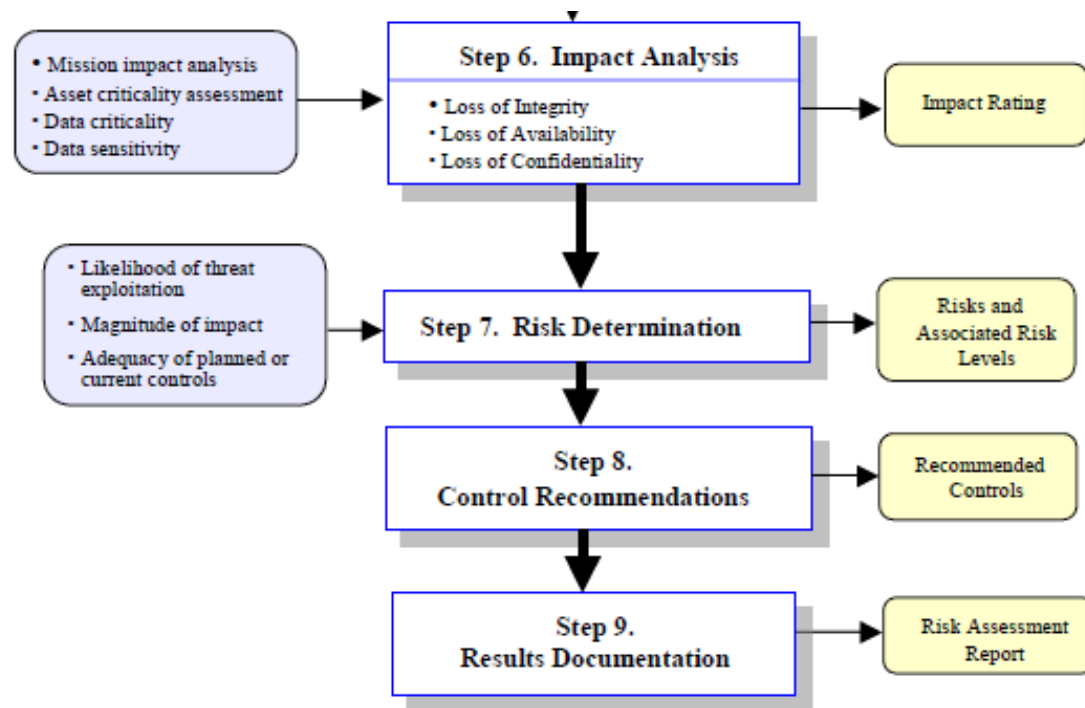 • Mission impact analysis
• Asset criticality assessment
• Data criticality
• Data sensitivity
Step 6. Impact Analysis
• Loss of Integrity
• Loss of Availability
• Loss of Confidentiality
Impact Rating
• Likelihood of threat
exploitation
• Magnitude of impact
• Adequacy of planned or
current controls
Step 7. Risk Determination
Risks and
Associated Risk
Levels
Step 8.
Control Recommendations
Recommended
Controls
Step 9.
Results Documentation
Risk Assessment
Report